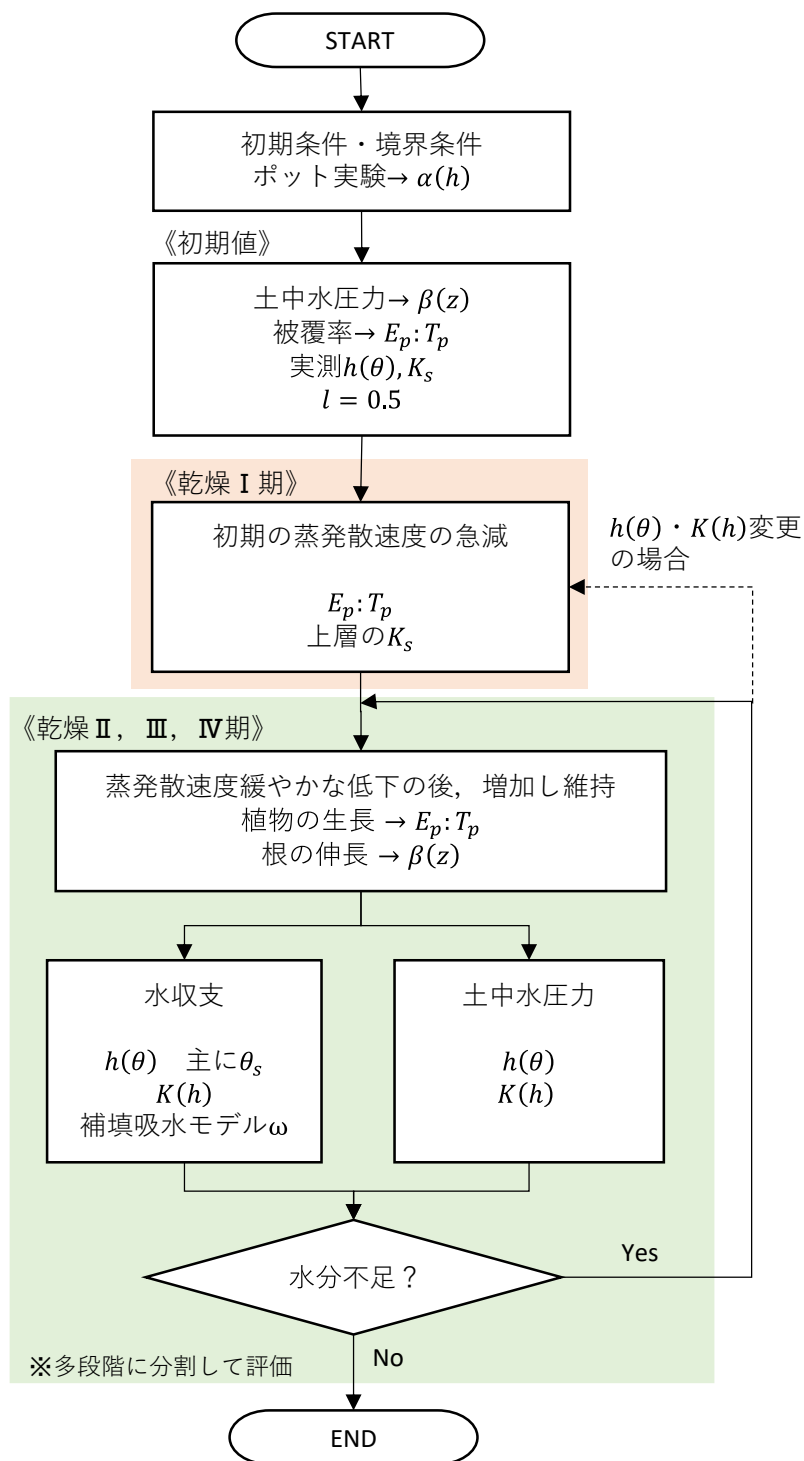 START
初期条件・境界条件
ポット実験→ α(h)
《初期値》
土中水圧力→ β(z)
被覆率→ E_p:T_p
実測h(θ), K_s
l = 0.5
《乾燥Ⅰ期》
初期の蒸発散速度の急減
E_p:T_p
上層のK_s
h(θ)・K(h)変更
の場合
《乾燥Ⅱ，Ⅲ，Ⅳ期》
蒸発散速度緩やかな低下の後，増加し維持
植物の生長 → E_p:T_p
根の伸長 → β(z)
水収支
h(θ)　主にθ_s
K(h)
補填吸水モデルω
土中水圧力
h(θ)
K(h)
水分不足？
Yes
No
※多段階に分割して評価
END